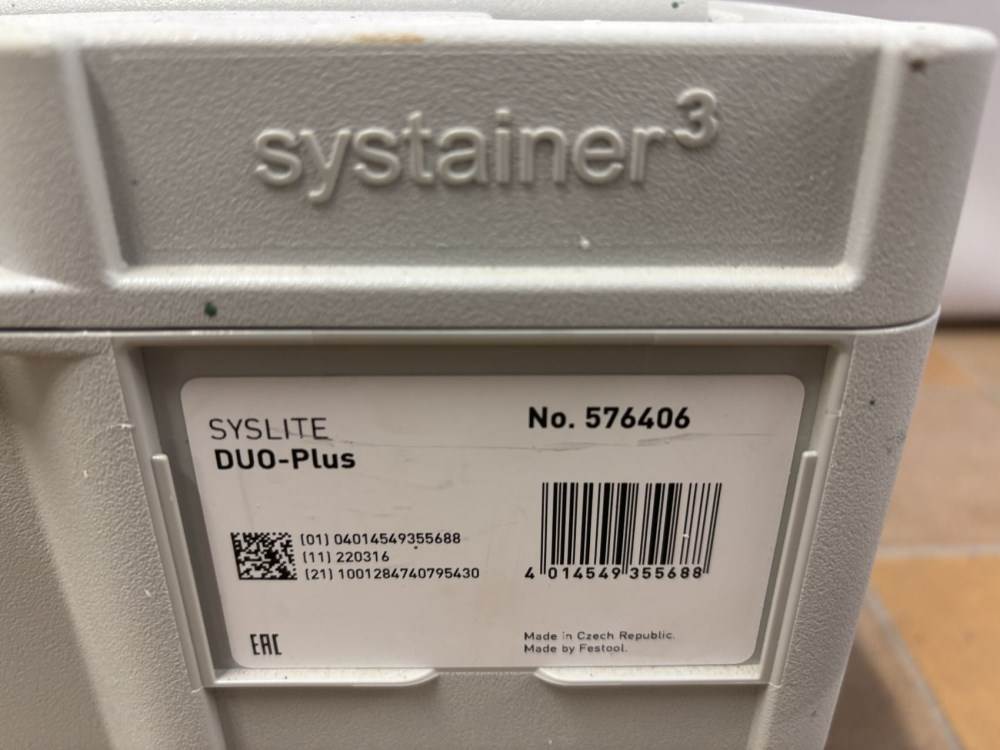 systainer³
SYSLITE
DUO-Plus
No. 576406
(01) 04014549355688
(11) 220316
(21) 1001284740795430
4 014549 355688
EAC
Made in Czech Republic.
Made by Festool.